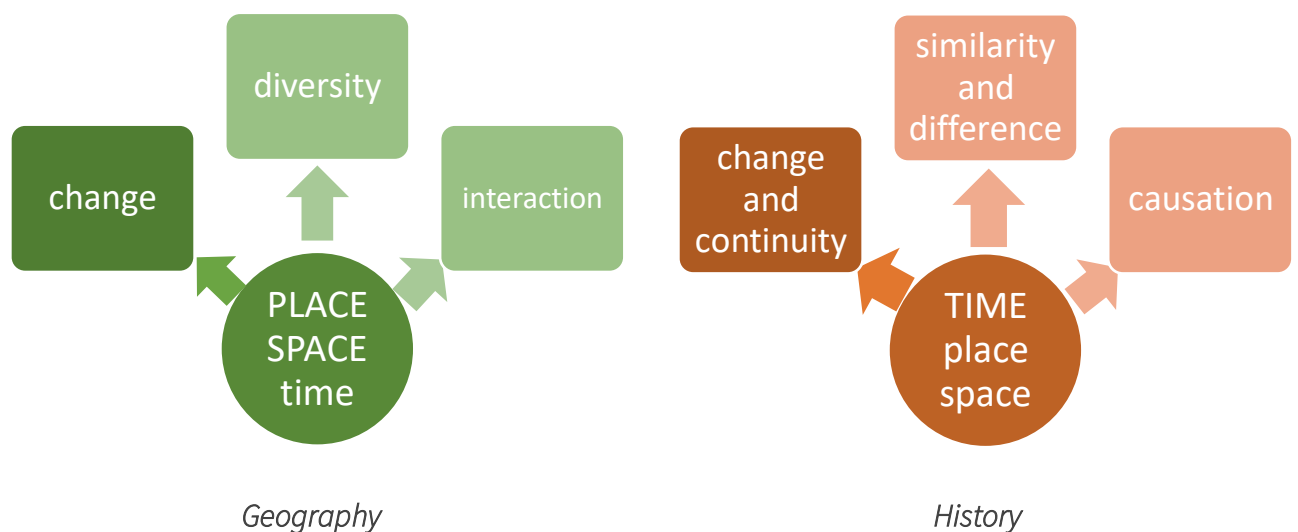 change
diversity
interaction
PLACE
SPACE
time
Geography
change
and
continuity
similarity
and
difference
causation
TIME
place
space
History